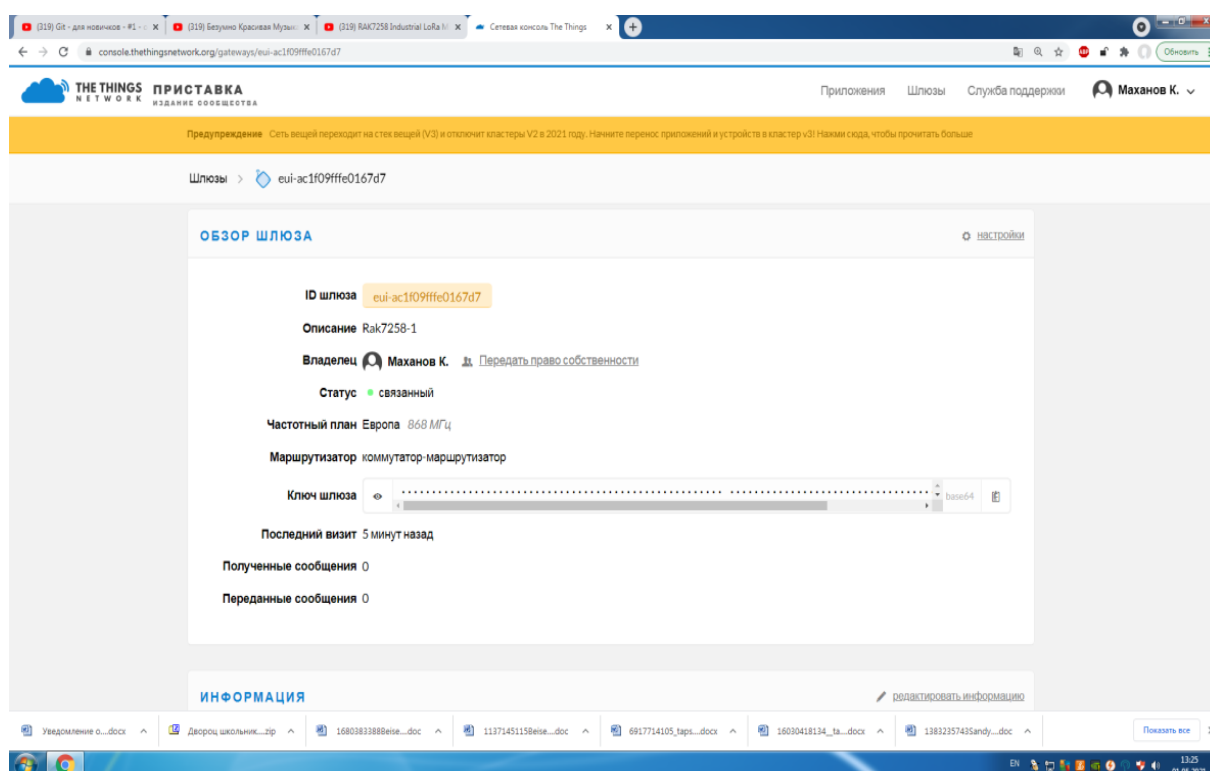 (319) Git - для новичков - #1 - с
(319) Безумно Красивая Музык
(319) RAK7258 Industrial LoRa
Сетевая консоль The Things
console.thethingsnetwork.org/gateways/eui-ac1f09fffe0167d7
Обновить
THE THINGS
NETWORK
ПРИСТАВКА
ИЗДАНИЕ СООБЩЕСТВА
Приложения Шлюзы Служба поддержки Маханов К.
Предупреждение Сеть вещей переходит на стек вещей (V3) и отключит кластеры V2 в 2021 году. Начните перенос приложений и устройств в кластер v3! Нажми сюда, чтобы прочитать больше
Шлюзы > eui-ac1f09fffe0167d7
ОБЗОР ШЛЮЗА
настройки
ID шлюза eui-ac1f09fffe0167d7
Описание Rak7258-1
Владелец Маханов К. Передать право собственности
Статус связанный
Частотный план Европа 868 МГц
Маршрутизатор коммутатор-маршрутизатор
Ключ шлюза base64
Последний визит 5 минут назад
Полученные сообщения 0
Переданные сообщения 0
ИНФОРМАЦИЯ
редактировать информацию
Уведомление о....docx
Дворец школьник....zip
16803833888eise....doc
1137145115Beise....doc
6917714105_taps....docx
16030418134_ta....docx
1383235743Sandy....doc
Показать все
EN
13:25